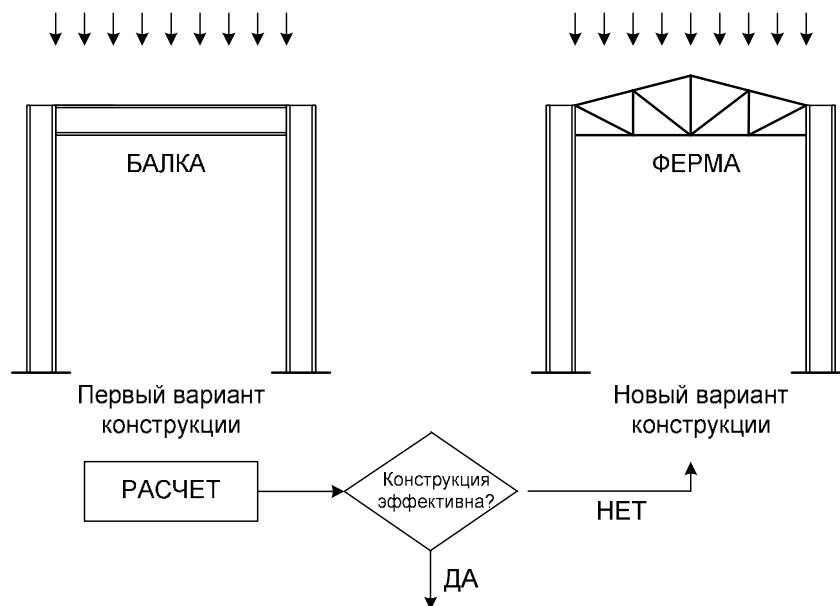 БАЛКА
ФЕРМА
Первый вариант
конструкции
Новый вариант
конструкции
РАСЧЕТ
Конструкция
эффективна?
НЕТ
ДА